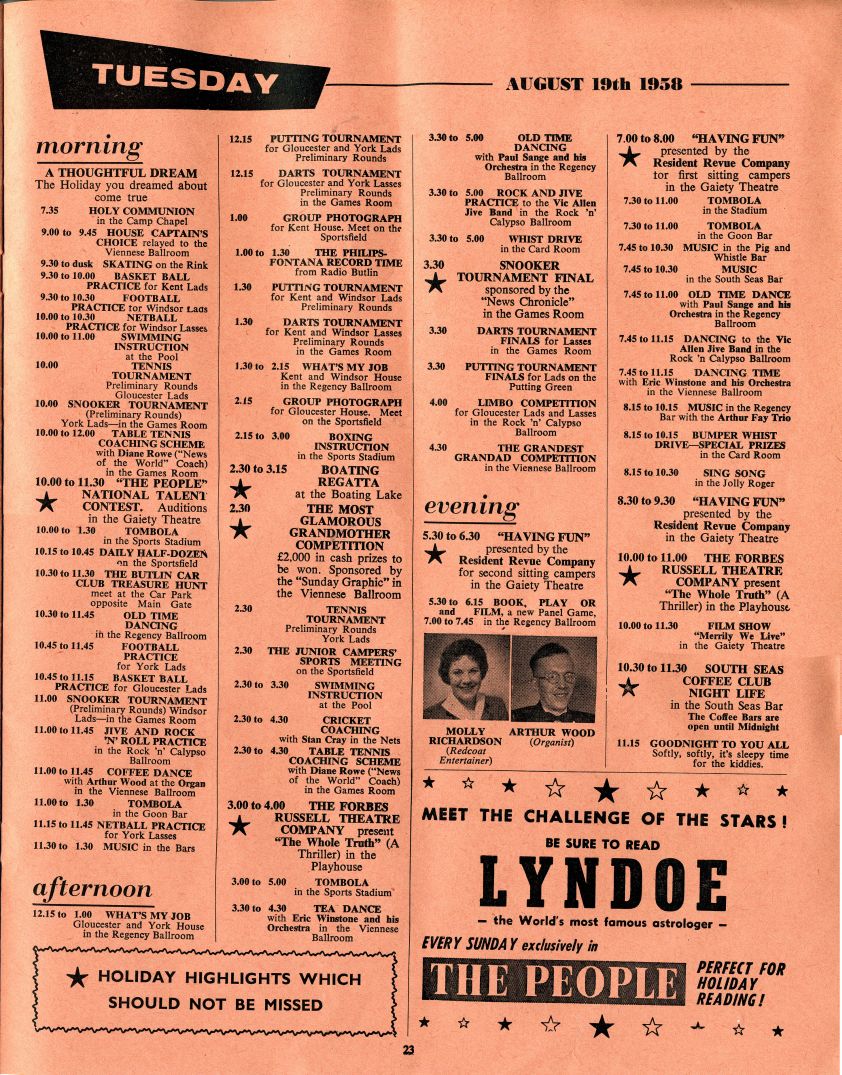 TUESDAY
AUGUST 19th 1958
morning
A THOUGHTFUL DREAM
The Holiday you dreamed about
come true
7.35 HOLY COMMUNION
in the Camp Chapel
9.00 to 9.45 HOUSE CAPTAIN'S
CHOICE relayed to the
Viennese Ballroom
9.30 to dusk SKATING on the Rink
9.30 to 10.00 BASKET BALL
PRACTICE for Kent Lads
9.30 to 10.30 FOOTBALL
PRACTICE for Windsor Lads
10.00 to 10.30 NETBALL
PRACTICE for Windsor Lasses
10.00 to 11.00 SWIMMING
INSTRUCTION
at the Pool
10.00 TENNIS
TOURNAMENT
Preliminary Rounds
Gloucester Lads
10.00 SNOOKER TOURNAMENT
(Preliminary Rounds)
York Lads—in the Games Room
10.00 to 12.00 TABLE TENNIS
COACHING SCHEME
with Diane Rowe ("News
of the World" Coach)
in the Games Room
10.00 to 11.30 "THE PEOPLE"
★ NATIONAL TALENT
CONTEST. Auditions
in the Gaiety Theatre
10.00 to 1.30 TOMBOLA
in the Sports Stadium
10.15 to 10.45 DAILY HALF-DOZEN
on the Sportsfield
10.30 to 11.30 THE BUTLIN CAR
CLUB TREASURE HUNT
meet at the Car Park
opposite Main Gate
10.30 to 11.45 OLD TIME
DANCING
in the Regency Ballroom
10.45 to 11.45 FOOTBALL
PRACTICE
for York Lads
10.45 to 11.15 BASKET BALL
PRACTICE for Gloucester Lads
11.00 SNOOKER TOURNAMENT
(Preliminary Rounds) Windsor
Lads—in the Games Room
11.00 to 11.45 JIVE AND ROCK
'N' ROLL PRACTICE
in the Rock 'n' Calypso
Ballroom
11.00 to 11.45 COFFEE DANCE
with Arthur Wood at the Organ
in the Viennese Ballroom
11.00 to 1.30 TOMBOLA
in the Goon Bar
11.15 to 11.45 NETBALL PRACTICE
for York Lasses
11.30 to 1.30 MUSIC in the Bars
afternoon
12.15 to 1.00 WHAT'S MY JOB
Gloucester and York House
in the Regency Ballroom
12.15 PUTTING TOURNAMENT
for Gloucester and York Lads
Preliminary Rounds
12.15 DARTS TOURNAMENT
for Gloucester and York Lasses
Preliminary Rounds
in the Games Room
1.00 GROUP PHOTOGRAPH
for Kent House. Meet on the
Sportsfield
1.00 to 1.30 THE PHILIPS-
FONTANA RECORD TIME
from Radio Butlin
1.30 PUTTING TOURNAMENT
for Kent and Windsor Lads
Preliminary Rounds
1.30 DARTS TOURNAMENT
for Kent and Windsor Lasses
Preliminary Rounds
in the Games Room
1.30 to 2.15 WHAT'S MY JOB
Kent and Windsor House
in the Regency Ballroom
2.15 GROUP PHOTOGRAPH
for Gloucester House. Meet
on the Sportsfield
2.15 to 3.00 BOXING
INSTRUCTION
in the Sports Stadium
2.30 to 3.15 BOATING
★ REGATTA
at the Boating Lake
2.30 THE MOST
★ GLAMOROUS
GRANDMOTHER
COMPETITION
£2,000 in cash prizes to
be won. Sponsored by
the "Sunday Graphic" in
the Viennese Ballroom
2.30 TENNIS
TOURNAMENT
Preliminary Rounds
York Lads
2.30 THE JUNIOR CAMPERS'
SPORTS MEETING
on the Sportsfield
2.30 to 3.30 SWIMMING
INSTRUCTION
at the Pool
2.30 to 4.30 CRICKET
COACHING
with Stan Cray in the Nets
2.30 to 4.30 TABLE TENNIS
COACHING SCHEME
with Diane Rowe ("News
of the World" Coach)
in the Games Room
3.00 to 4.00 THE FORBES
★ RUSSELL THEATRE
COMPANY present
"The Whole Truth" (A
Thriller) in the
Playhouse
3.00 to 5.00 TOMBOLA
in the Sports Stadium
3.30 to 4.30 TEA DANCE
with Eric Winstone and his
Orchestra in the Viennese
Ballroom
★ HOLIDAY HIGHLIGHTS WHICH
SHOULD NOT BE MISSED
3.30 to 5.00 OLD TIME
DANCING
with Paul Sange and his
Orchestra in the Regency
Ballroom
3.30 to 5.00 ROCK AND JIVE
PRACTICE to the Vic Allen
Jive Band in the Rock 'n'
Calypso Ballroom
3.30 to 5.00 WHIST DRIVE
in the Card Room
3.30 SNOOKER
★ TOURNAMENT FINAL
sponsored by the
"News Chronicle"
in the Games Room
3.30 DARTS TOURNAMENT
FINALS for Lasses
in the Games Room
3.30 PUTTING TOURNAMENT
FINALS for Lads on the
Putting Green
4.00 LIMBO COMPETITION
for Gloucester Lads and Lasses
in the Rock 'n' Calypso
Ballroom
4.30 THE GRANDEST
GRANDAD COMPETITION
in the Viennese Ballroom
evening
5.30 to 6.30 "HAVING FUN"
★ presented by the
Resident Revue Company
for second sitting campers
in the Gaiety Theatre
5.30 to 6.15 BOOK, PLAY OR
and FILM, a new Panel Game,
7.00 to 7.45 in the Regency Ballroom
MOLLY
RICHARDSON
(Redcoat
Entertainer)
ARTHUR WOOD
(Organist)
7.00 to 8.00 "HAVING FUN"
★ presented by the
Resident Revue Company
for first sitting campers
in the Gaiety Theatre
7.30 to 11.00 TOMBOLA
in the Stadium
7.30 to 11.00 TOMBOLA
in the Goon Bar
7.45 to 10.30 MUSIC in the Pig and
Whistle Bar
7.45 to 10.30 MUSIC
in the South Seas Bar
7.45 to 11.00 OLD TIME DANCE
with Paul Sange and his
Orchestra in the Regency
Ballroom
7.45 to 11.15 DANCING to the Vic
Allen Jive Band in the
Rock 'n Calypso Ballroom
7.45 to 11.15 DANCING TIME
with Eric Winstone and his Orchestra
in the Viennese Ballroom
8.15 to 10.15 MUSIC in the Regency
Bar with the Arthur Fay Trio
8.15 to 10.15 BUMPER WHIST
DRIVE—SPECIAL PRIZES
in the Card Room
8.15 to 10.30 SING SONG
in the Jolly Roger
8.30 to 9.30 "HAVING FUN"
presented by the
Resident Revue Company
in the Gaiety Theatre
10.00 to 11.00 THE FORBES
★ RUSSELL THEATRE
COMPANY present
"The Whole Truth" (A
Thriller) in the Playhouse
10.00 to 11.30 FILM SHOW
"Merrily We Live"
in the Gaiety Theatre
10.30 to 11.30 SOUTH SEAS
★ COFFEE CLUB
NIGHT LIFE
in the South Seas Bar
The Coffee Bars are
open until Midnight
11.15 GOODNIGHT TO YOU ALL
Softly, softly, it's sleepy time
for the kiddies.
MEET THE CHALLENGE OF THE STARS!
BE SURE TO READ
LYNDOE
– the World's most famous astrologer –
EVERY SUNDAY exclusively in
THE PEOPLE
PERFECT FOR
HOLIDAY
READING!
23